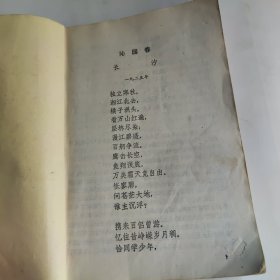 沁园春
长 沙
一九二五年
独立寒秋,
湘江北去,
橘子洲头。
看万山红遍,
层林尽染;
漫江碧透,
百舸争流。
鹰击长空,
鱼翔浅底,
万类霜天竞自由。
怅寥廓,
问苍茫大地,
谁主沉浮?
携来百侣曾游,
忆往昔峥嵘岁月稠。
恰同学少年,